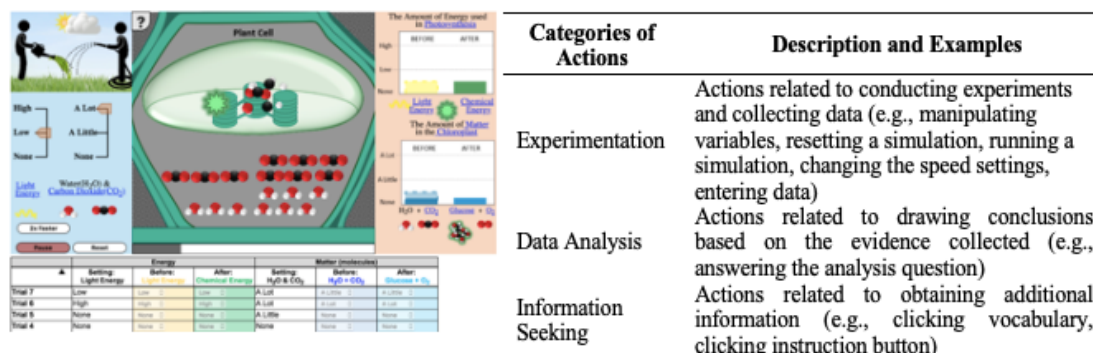 ?
Plant Cell
The Amount of Energy used
in Photosynthesis
BEFORE AFTER
High
Low
None
Light Energy
Chemical Energy
The Amount of Matter
in the Chloroplast
BEFORE AFTER
A Lot
A Little
None
H₂O + CO₂ Glucose + O₂
High
Low
None
A Lot
A Little
None
Light Energy
Water(H₂O) &
Carbon Dioxide(CO₂)
Go Faster
Pause Reset
Energy Matter (molecules)
Setting: Light Energy Before: Light Energy After: Chemical Energy Setting: H₂O & CO₂ Before: H₂O + CO₂ After: Glucose + O₂
Trial 7 Low Low Low A Lot A Little A Little
Trial 6 High High High A Lot A Lot A Lot
Trial 5 None None None A Little None None
Trial 4 None None None None None None
Categories of Actions Description and Examples
Experimentation
Actions related to conducting experiments
and collecting data (e.g., manipulating
variables, resetting a simulation, running a
simulation, changing the speed settings,
entering data)
Data Analysis
Actions related to drawing conclusions
based on the evidence collected (e.g.,
answering the analysis question)
Information
Seeking
Actions related to obtaining additional
information (e.g., clicking vocabulary,
clicking instruction button)